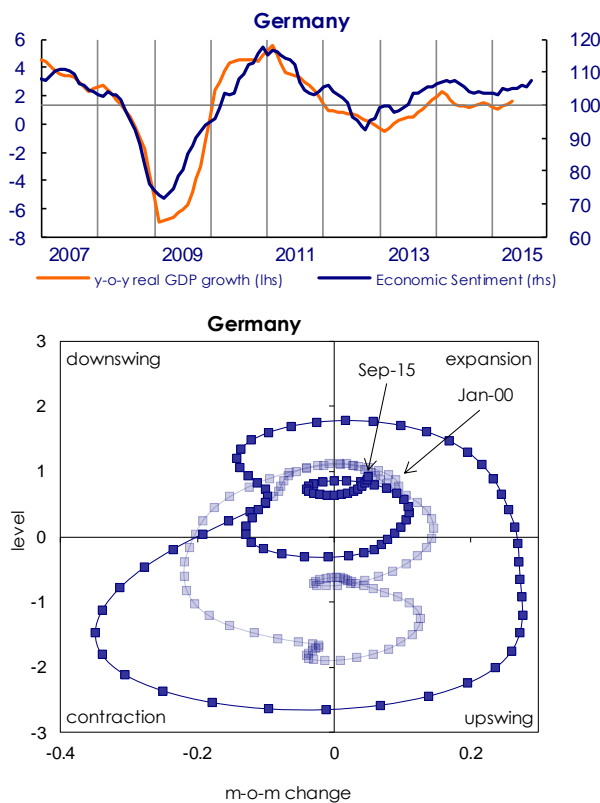 Germany
6 120
4 110
2 100
0 90
-2
-4 80
-6 70
-8 60
2007 2009 2011 2013 2015
y-o-y real GDP growth (lhs) Economic Sentiment (rhs)
Germany
3
downswing expansion
Sep-15
2
Jan-00
1
level
0
-1
-2
contraction upswing
-3
-0.4 -0.2 0 0.2
m-o-m change